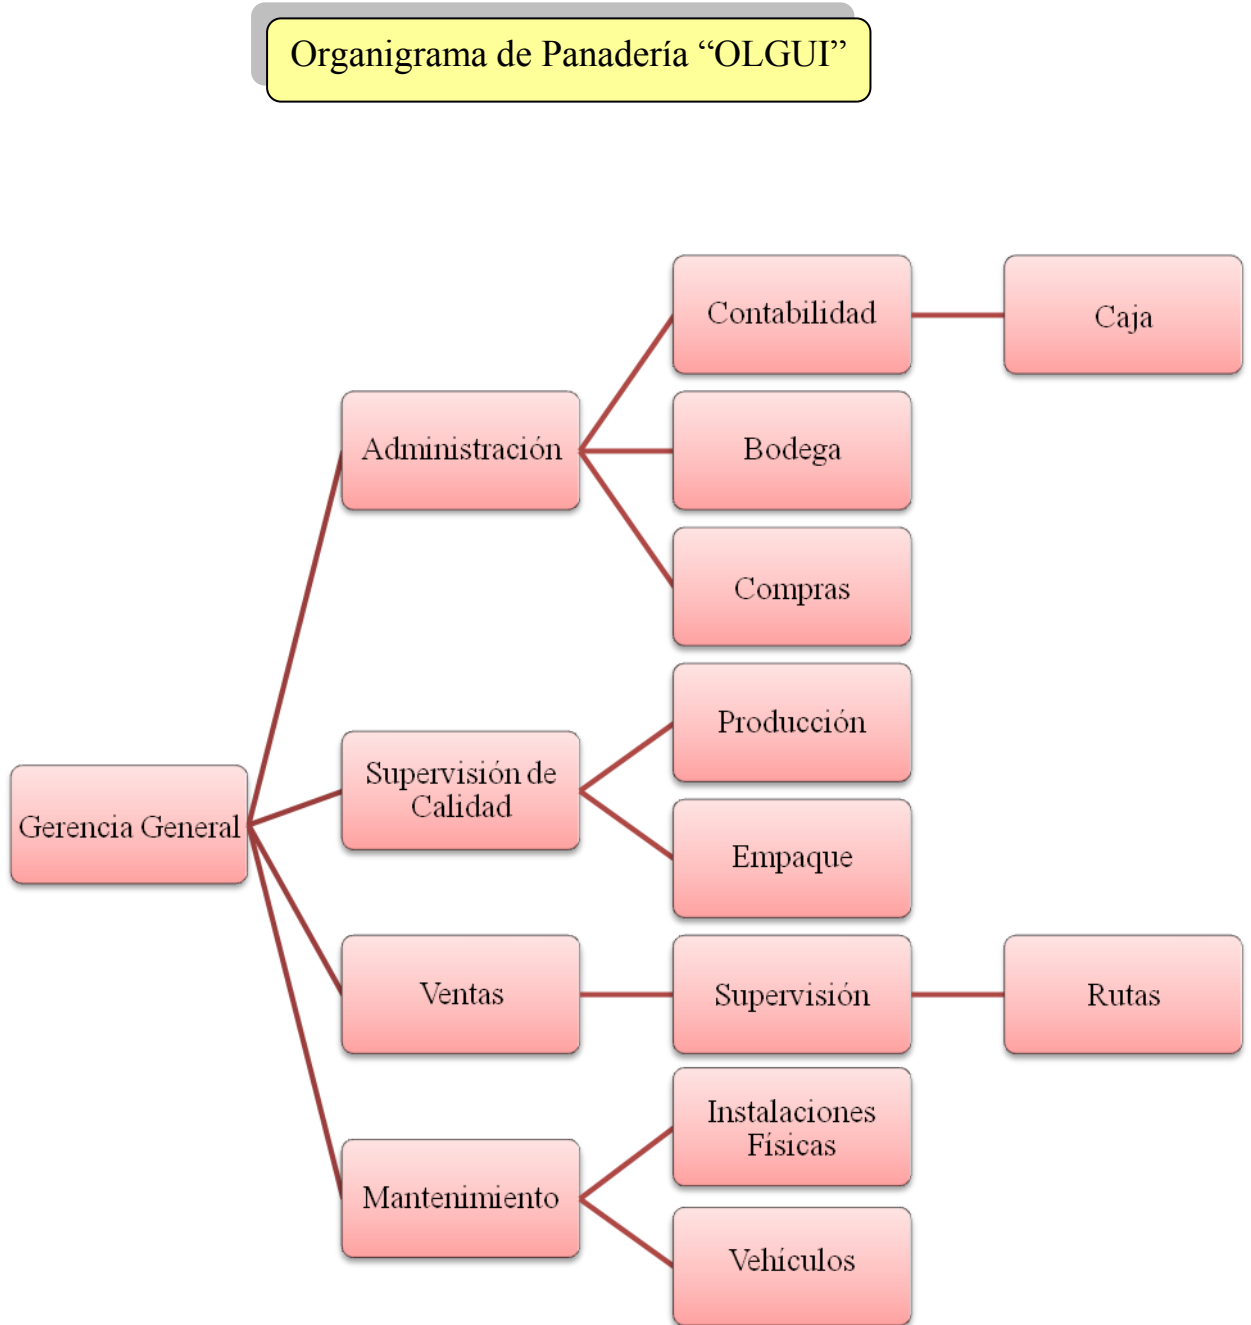 Organigrama de Panadería “OLGUI”
Contabilidad
Caja
Administración
Bodega
Compras
Producción
Supervisión de
Calidad
Gerencia General
Empaque
Ventas
Supervisión
Rutas
Instalaciones
Físicas
Mantenimiento
Vehículos